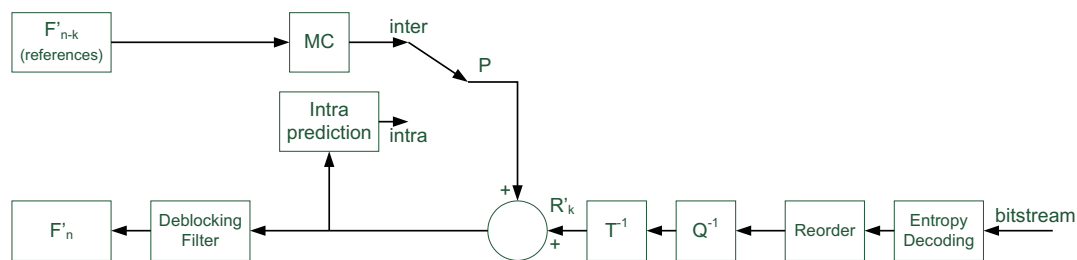 F'n-k
(references)
MC
inter
P
Intra
prediction
intra
F'n
Deblocking
Filter
+
R'k
+
T-1
Q-1
Reorder
Entropy
Decoding
bitstream